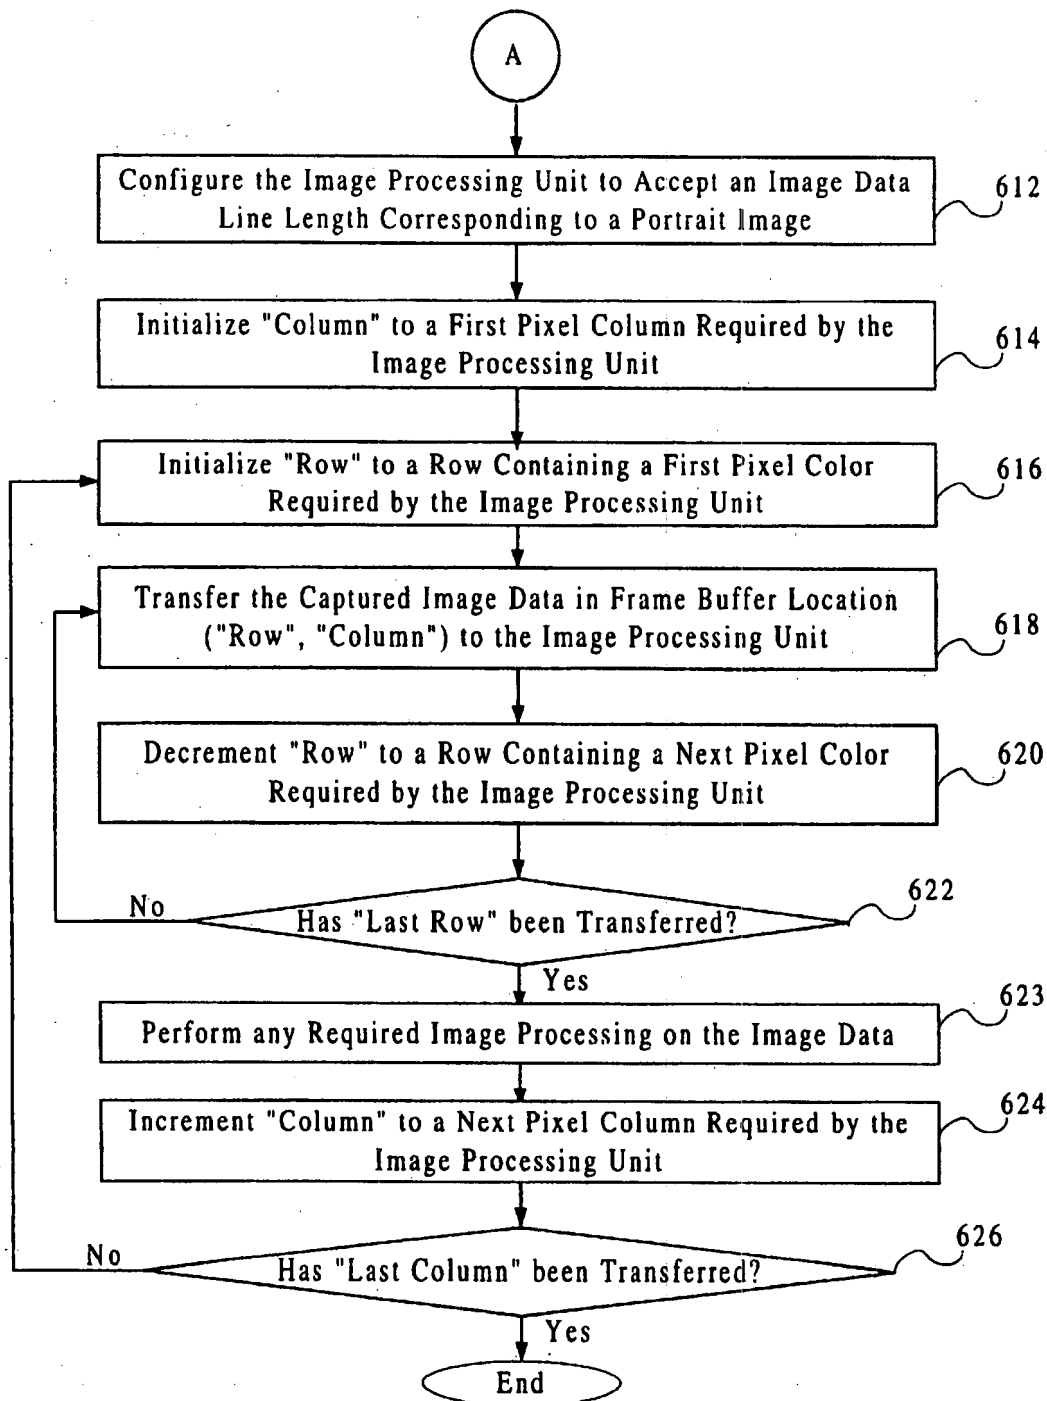 A
Configure the Image Processing Unit to Accept an Image Data
Line Length Corresponding to a Portrait Image
612
Initialize "Column" to a First Pixel Column Required by the
Image Processing Unit
614
Initialize "Row" to a Row Containing a First Pixel Color
Required by the Image Processing Unit
616
Transfer the Captured Image Data in Frame Buffer Location
("Row", "Column") to the Image Processing Unit
618
Decrement "Row" to a Row Containing a Next Pixel Color
Required by the Image Processing Unit
620
No
Has "Last Row" been Transferred?
622
Yes
Perform any Required Image Processing on the Image Data
623
Increment "Column" to a Next Pixel Column Required by the
Image Processing Unit
624
No
Has "Last Column" been Transferred?
626
Yes
End